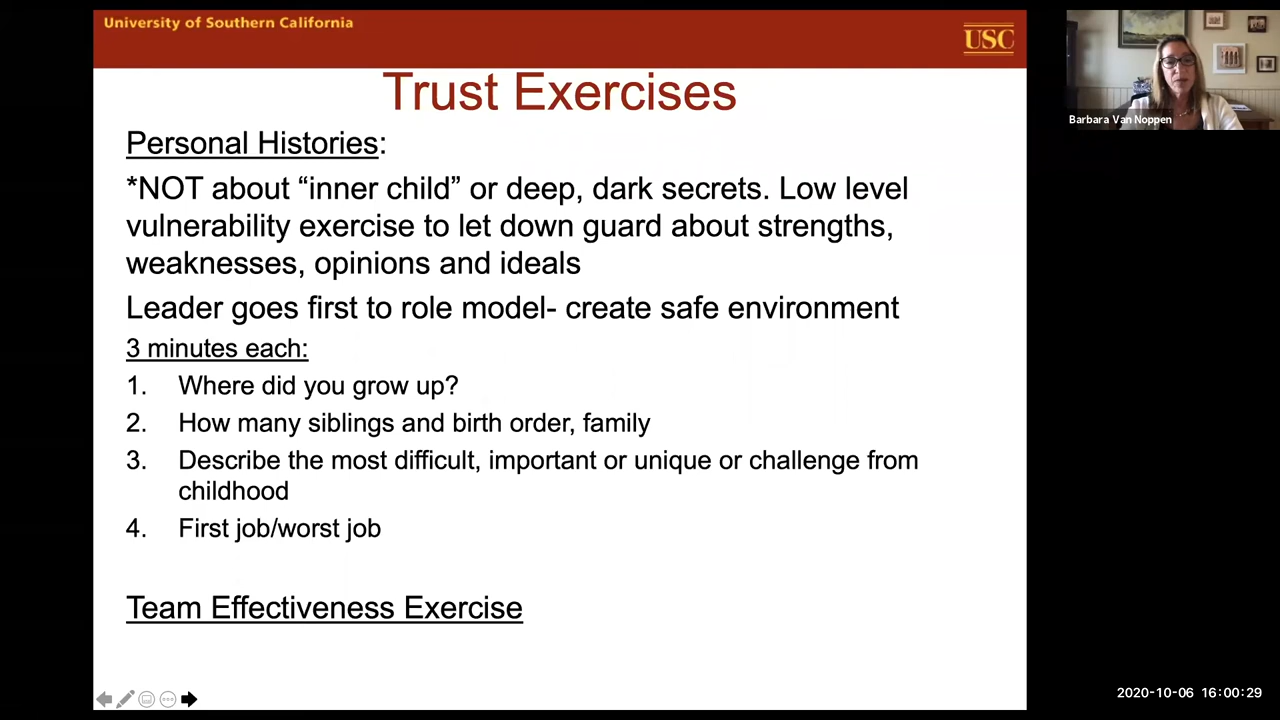 University of Southern California
USC
Trust Exercises
Personal Histories:
*NOT about “inner child” or deep, dark secrets. Low level
vulnerability exercise to let down guard about strengths,
weaknesses, opinions and ideals
Leader goes first to role model- create safe environment
3 minutes each:
1. Where did you grow up?
2. How many siblings and birth order, family
3. Describe the most difficult, important or unique or challenge from
childhood
4. First job/worst job
Team Effectiveness Exercise
Barbara Van Noppen
2020-10-06 16:00:29